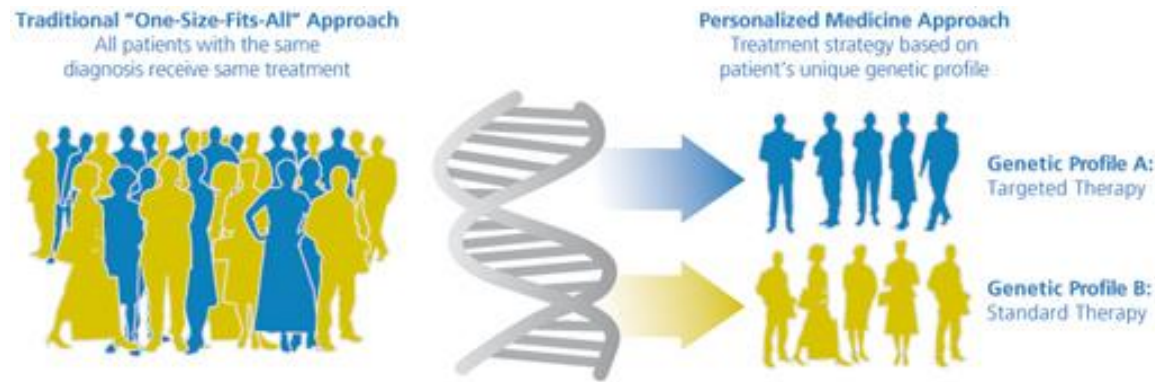 Traditional “One-Size-Fits-All” Approach
All patients with the same
diagnosis receive same treatment
Personalized Medicine Approach
Treatment strategy based on
patient’s unique genetic profile
Genetic Profile A:
Targeted Therapy
Genetic Profile B:
Standard Therapy